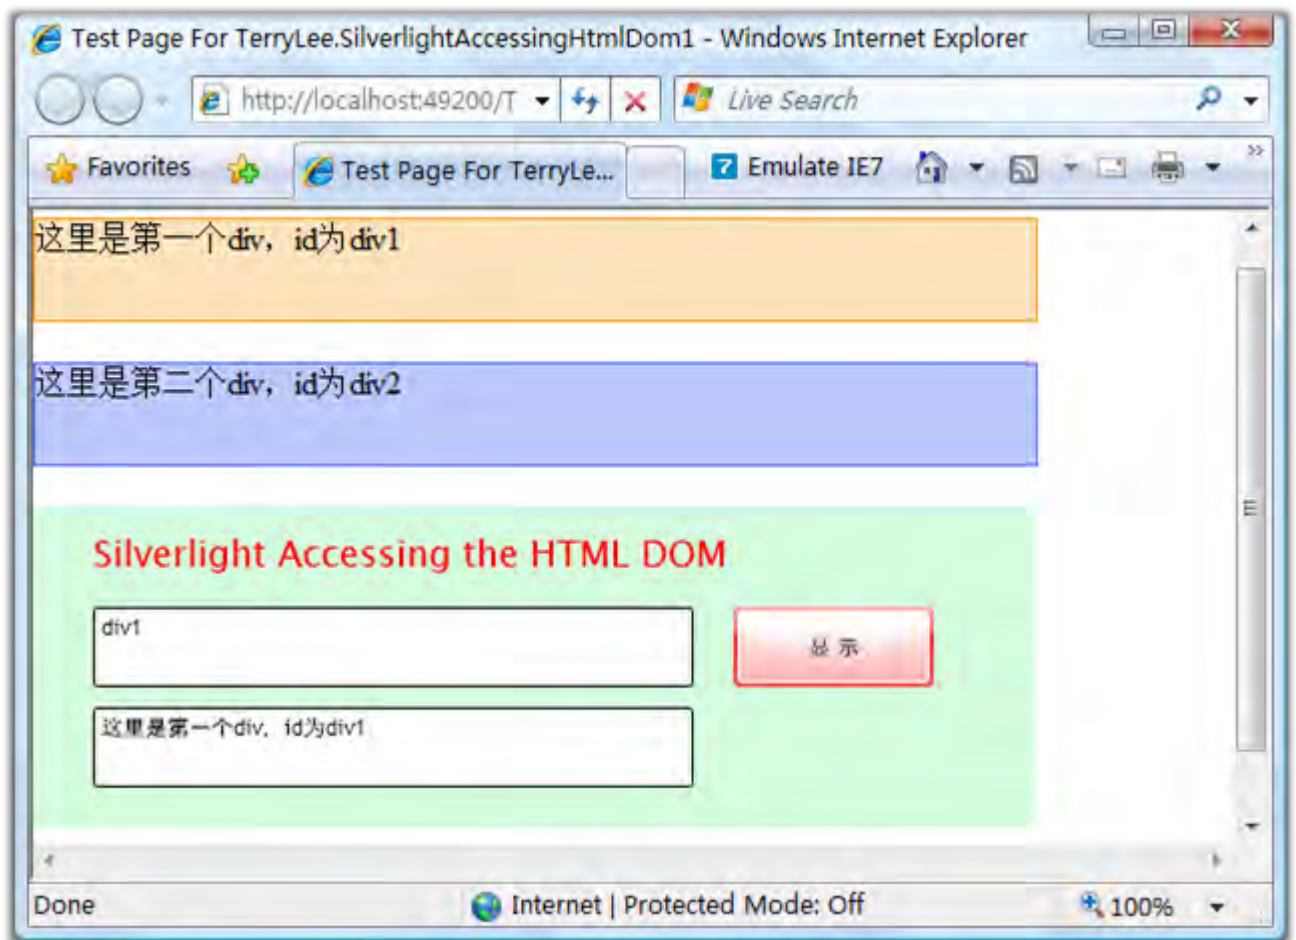 Test Page For TerryLee.SilverlightAccessingHtmlDom1 - Windows Internet Explorer
http://localhost:49200/T
Live Search
Favorites
Test Page For TerryLe...
Emulate IE7
这里是第一个div，id为div1
这里是第二个div，id为div2
Silverlight Accessing the HTML DOM
div1
显 示
这里是第一个div，id为div1
Done
Internet | Protected Mode: Off
100%